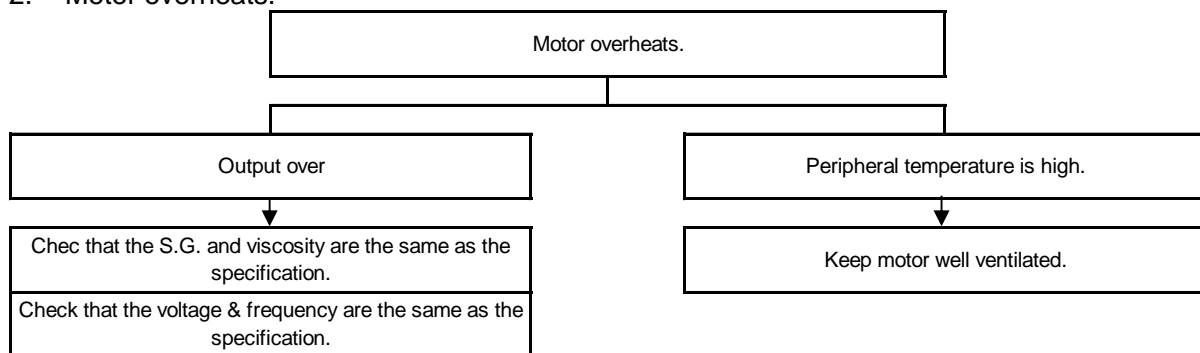 2. Motor overheats.
Motor overheats.
Output over
Peripheral temperature is high.
Chec that the S.G. and viscosity are the same as the
specification.
Keep motor well ventilated.
Check that the voltage & frequency are the same as the
specification.